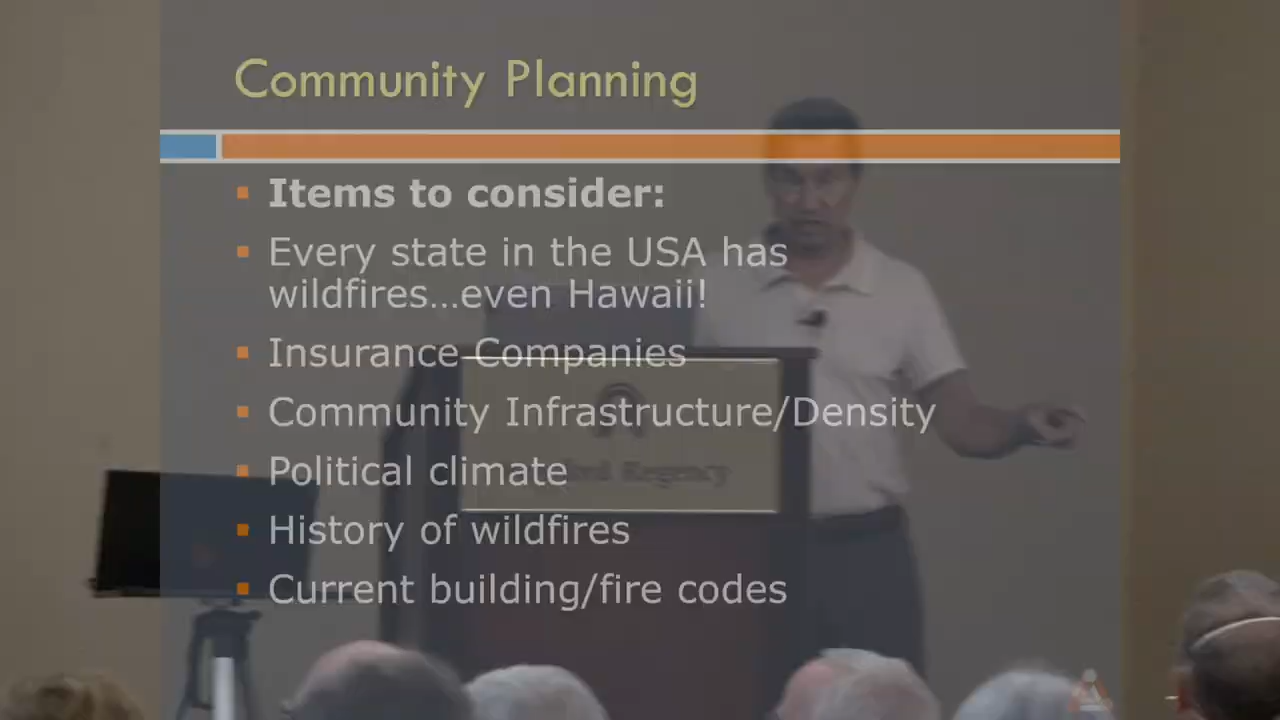 Community Planning
Items to consider:
Every state in the USA has
wildfires…even Hawaii!
Insurance Companies
Community Infrastructure/Density
Political climate
History of wildfires
Current building/fire codes
Regency